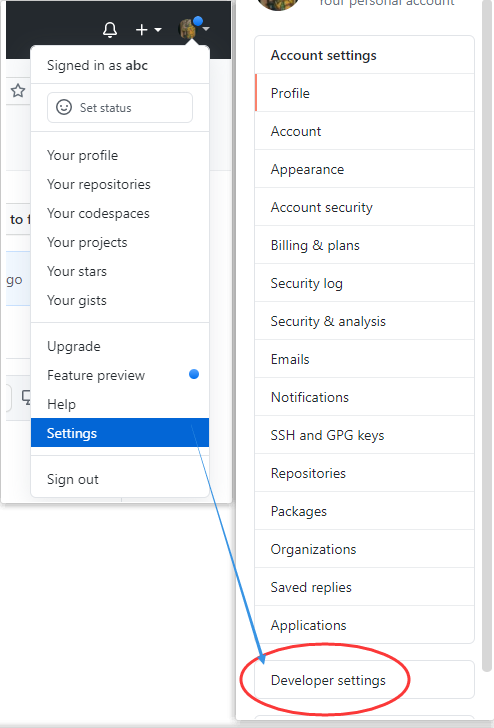 Signed in as abc
Set status
Your profile
Your repositories
Your codespaces
Your projects
Your stars
Your gists
Upgrade
Feature preview
Help
Settings
Sign out
to f
go
Your personal account
Account settings
Profile
Account
Appearance
Account security
Billing & plans
Security log
Security & analysis
Emails
Notifications
SSH and GPG keys
Repositories
Packages
Organizations
Saved replies
Applications
Developer settings